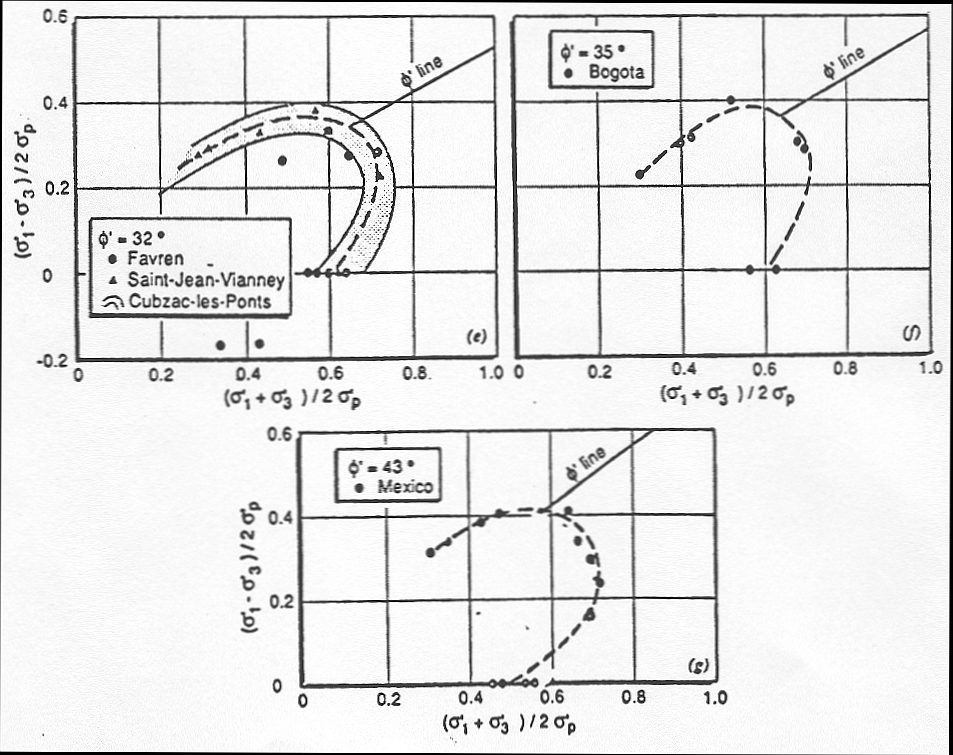 0.6
0.4
0.2
0
-0.2
(σ'1 - σ'3) / 2 σ'p
ϕ' line
ϕ' = 32°
Favren
Saint-Jean-Vianney
Cubzac-les-Ponts
(e)
0 0.2 0.4 0.6 0.8 1.0
(σ'1 + σ'3) / 2 σ'p
ϕ' = 35°
Bogota
ϕ' line
(f)
0 0.2 0.4 0.6 0.8 1.0
(σ'1 + σ'3) / 2 σ'p
0.6
0.4
0.2
0
(σ'1 - σ'3) / 2 σ'p
ϕ' = 43°
Mexico
ϕ' line
(g)
0 0.2 0.4 0.6 0.8 1.0
(σ'1 + σ'3) / 2 σ'p